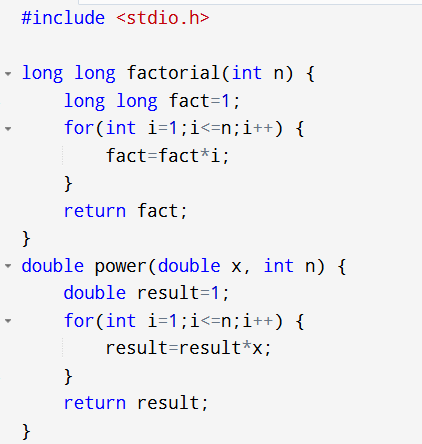 #include <stdio.h>
long long factorial(int n) {
    long long fact=1;
    for(int i=1;i<=n;i++) {
        fact=fact*i;
    }
    return fact;
}
double power(double x, int n) {
    double result=1;
    for(int i=1;i<=n;i++) {
        result=result*x;
    }
    return result;
}